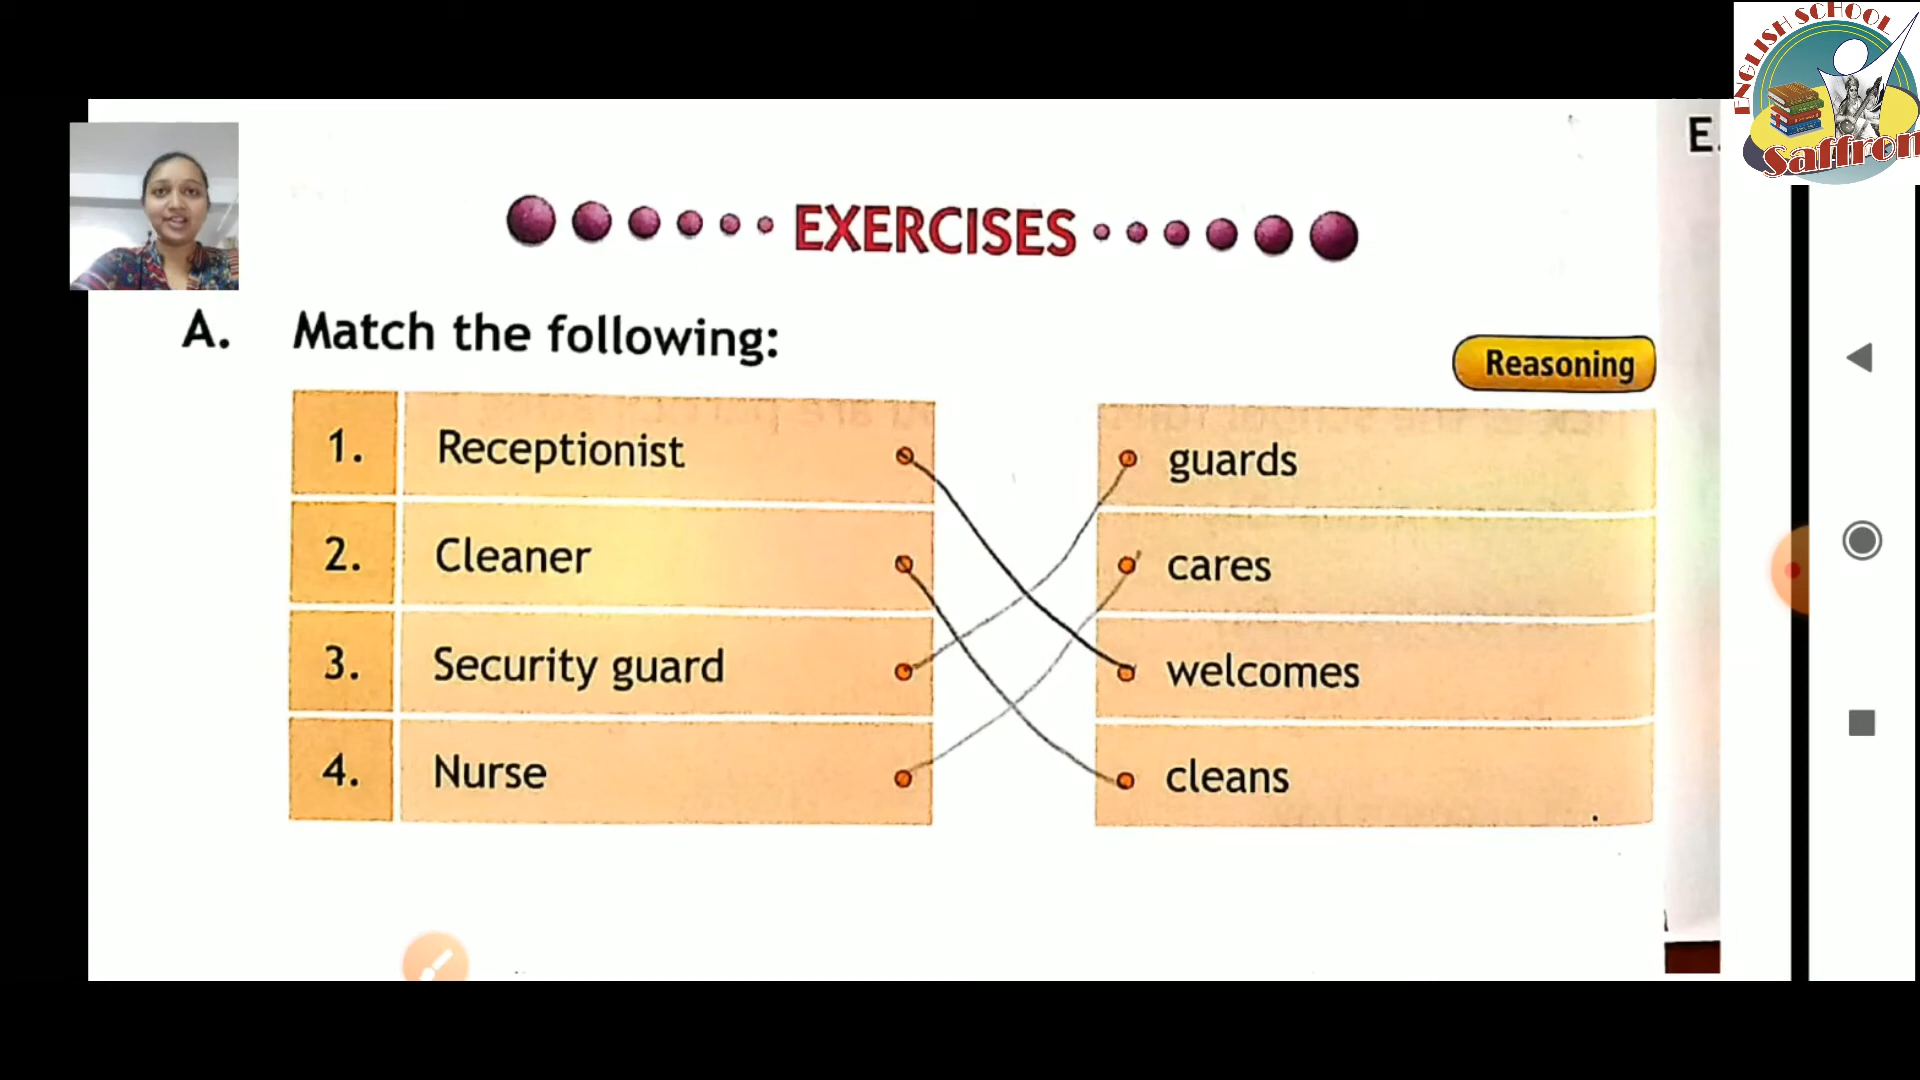 ENGLISH SCHOOL
Saffron
E.
EXERCISES
A. Match the following:
Reasoning
1. Receptionist guards
2. Cleaner cares
3. Security guard welcomes
4. Nurse cleans